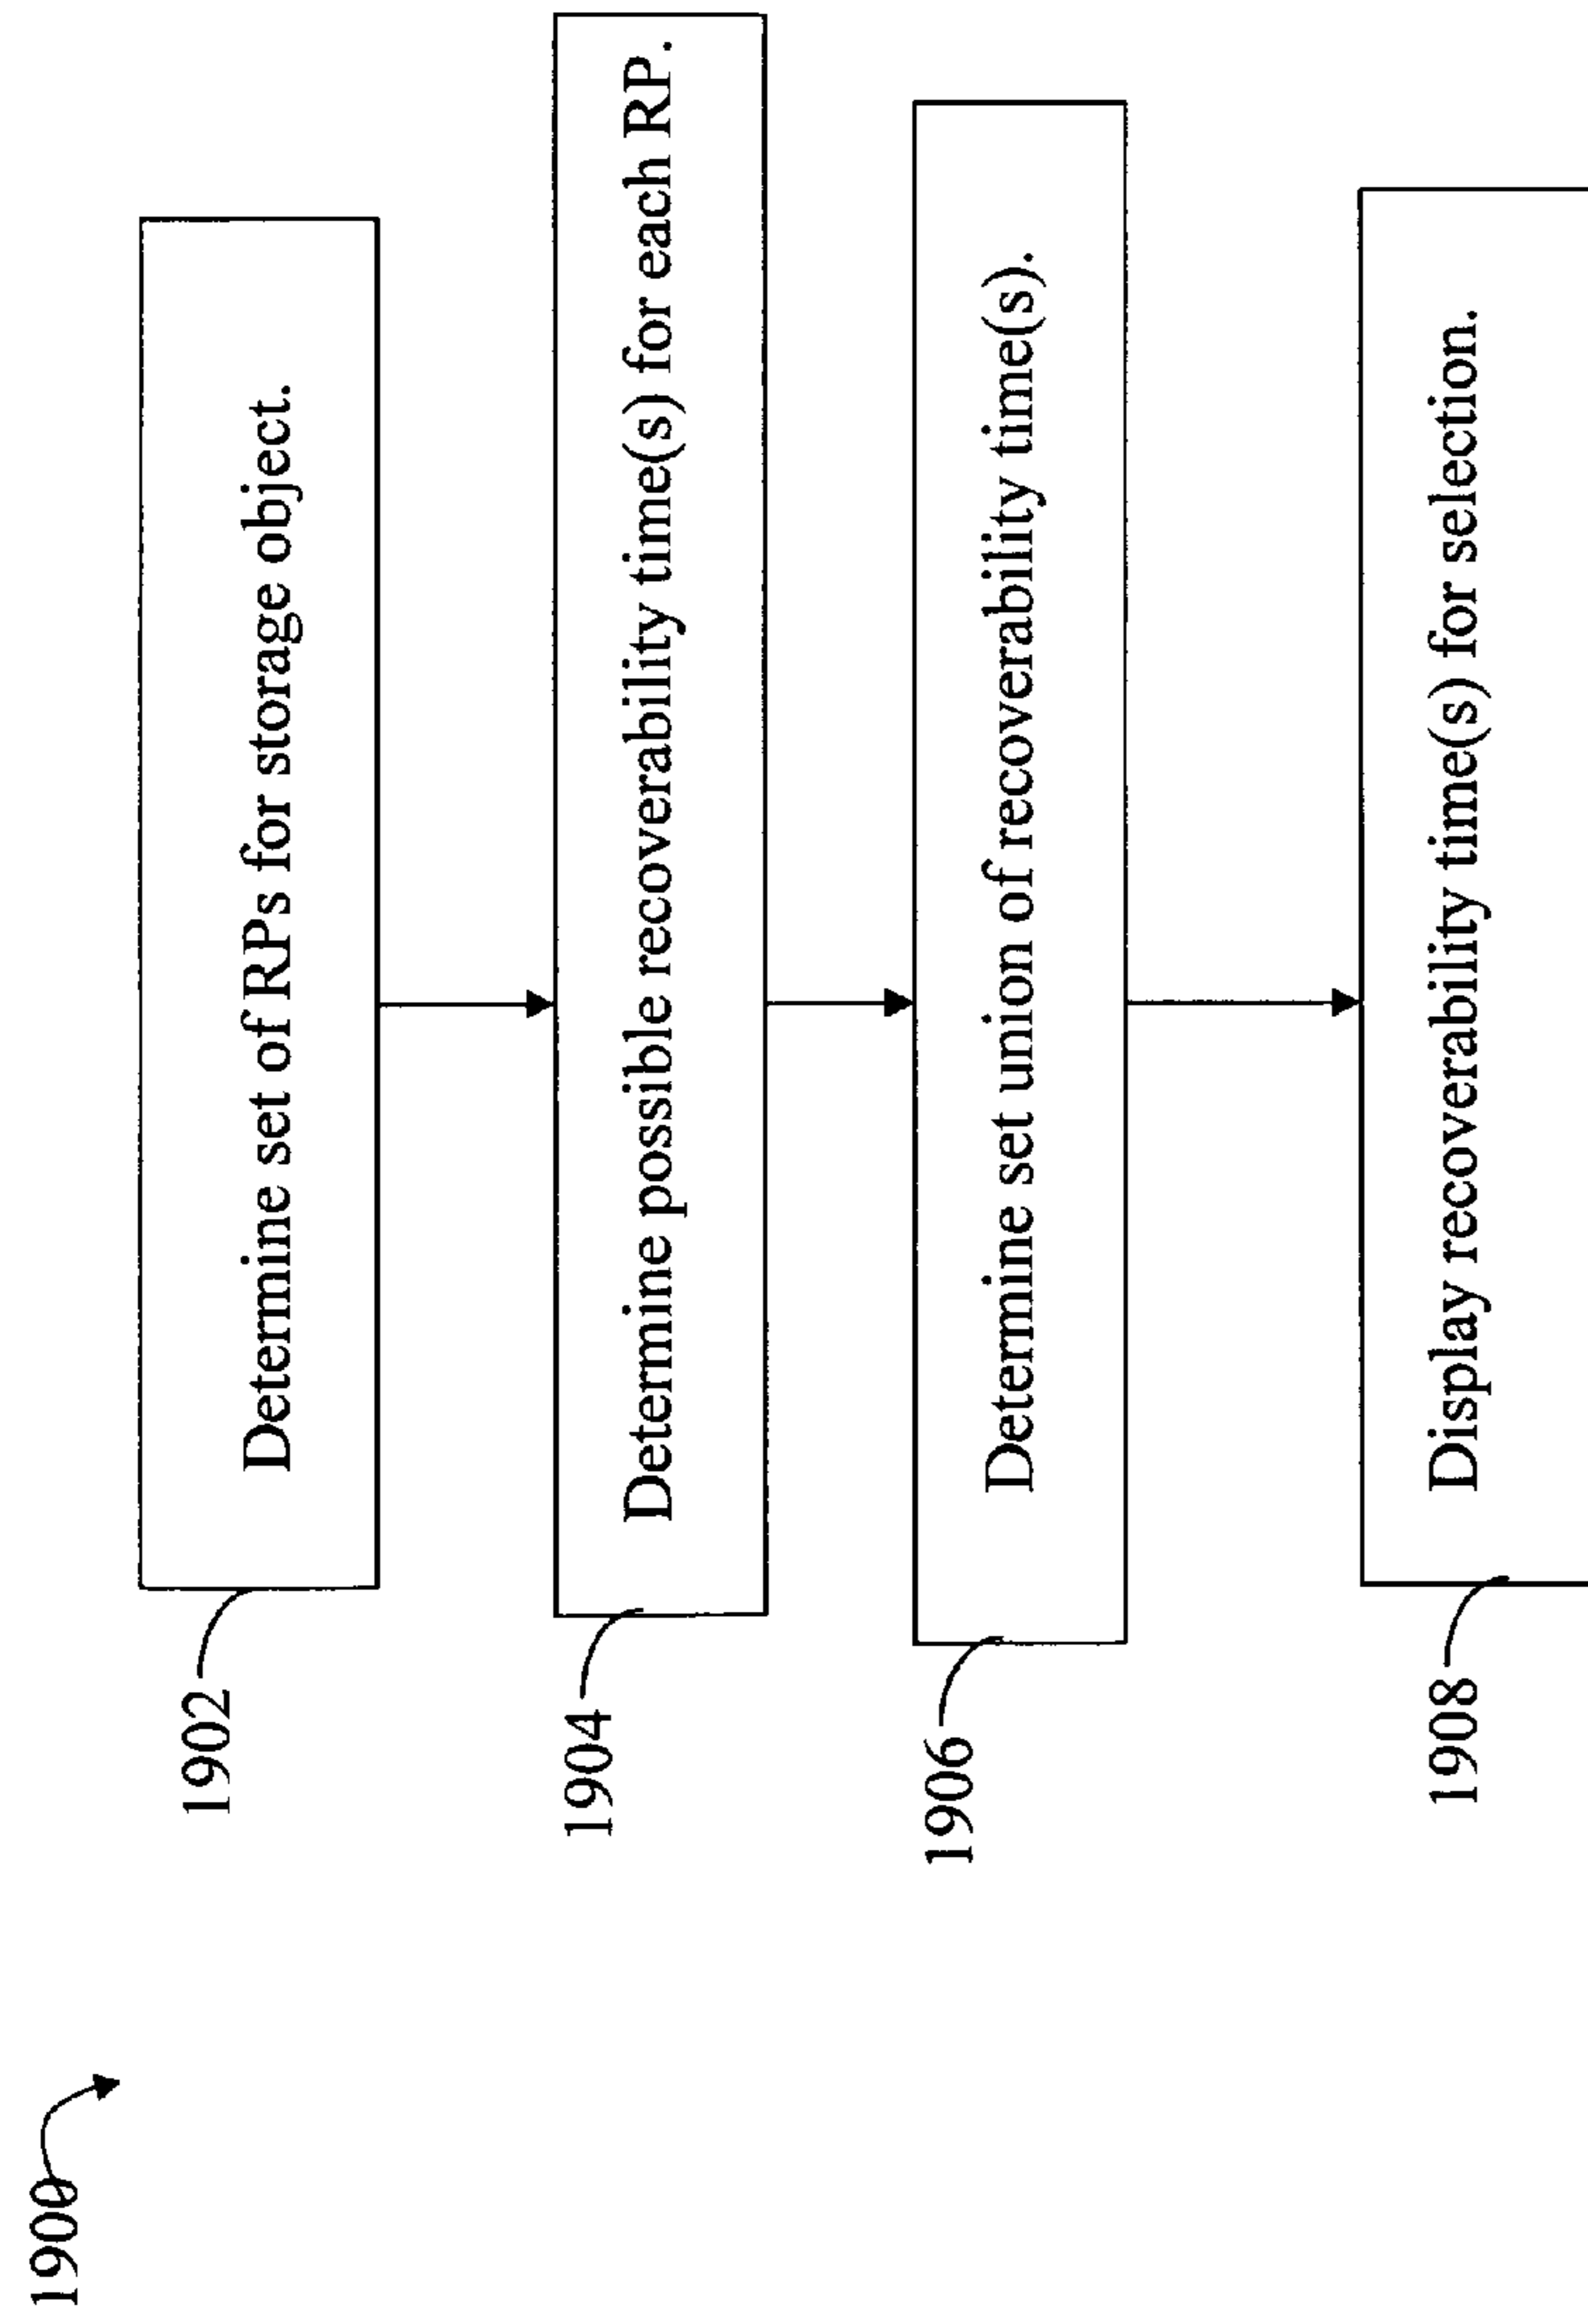 1900
1902
Determine set of RPs for storage object.
1904
Determine possible recoverability time(s) for each RP.
1906
Determine set union of recoverability time(s).
1908
Display recoverability time(s) for selection.